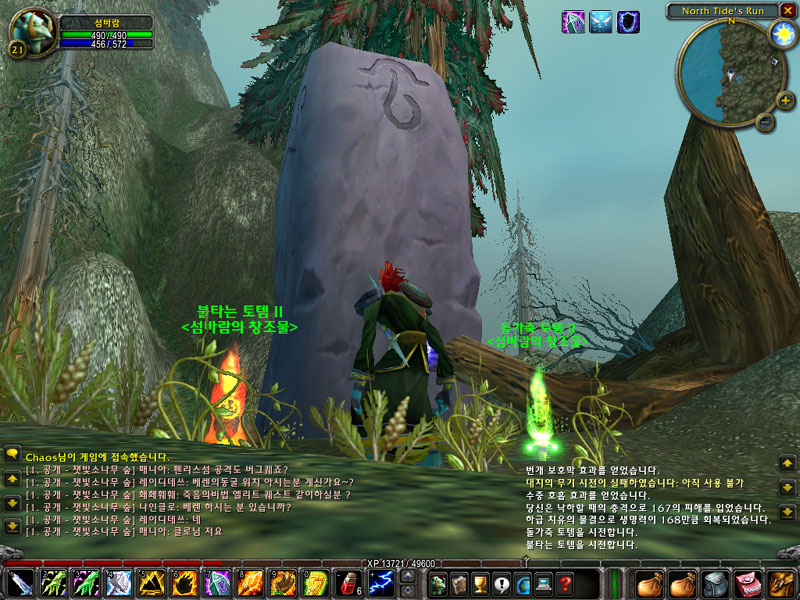 섬바람
490 / 490
456 / 572
21
North Tide's Run
N
불타는 토템 II
<섬바람의 창조물>
돌가죽 토템 II
<섬바람의 창조물>
Chaos님이 게임에 접속했습니다.
[1. 공개 - 잿빛소나무 숲] 매니아: 펜리스섬 공격도 버그퀘죠?
[1. 공개 - 잿빛소나무 숲] 레이디데쓰: 베렌의동굴 위치 아시는분 계신가요~?
[1. 공개 - 잿빛소나무 숲] 홰홰훼훼: 죽음의비법 엘리트 퀘스트 같이하실분 ?
[1. 공개 - 잿빛소나무 숲] 나인클로: 베렌 하시는 분 있습니까?
[1. 공개 - 잿빛소나무 숲] 레이디데쓰: 네
[1. 공개 - 잿빛소나무 숲] 매니아: 클로님 저요
번개 보호막 효과를 얻었습니다.
대지의 무기 시전이 실패하였습니다: 아직 사용 불가
수중 호흡 효과를 얻었습니다.
당신은 낙하할 때의 충격으로 167의 피해를 입었습니다.
하급 치유의 물결으로 생명력이 168만큼 회복되었습니다.
돌가죽 토템을 시전합니다.
불타는 토템을 시전합니다.
XP 13721 / 49600
6